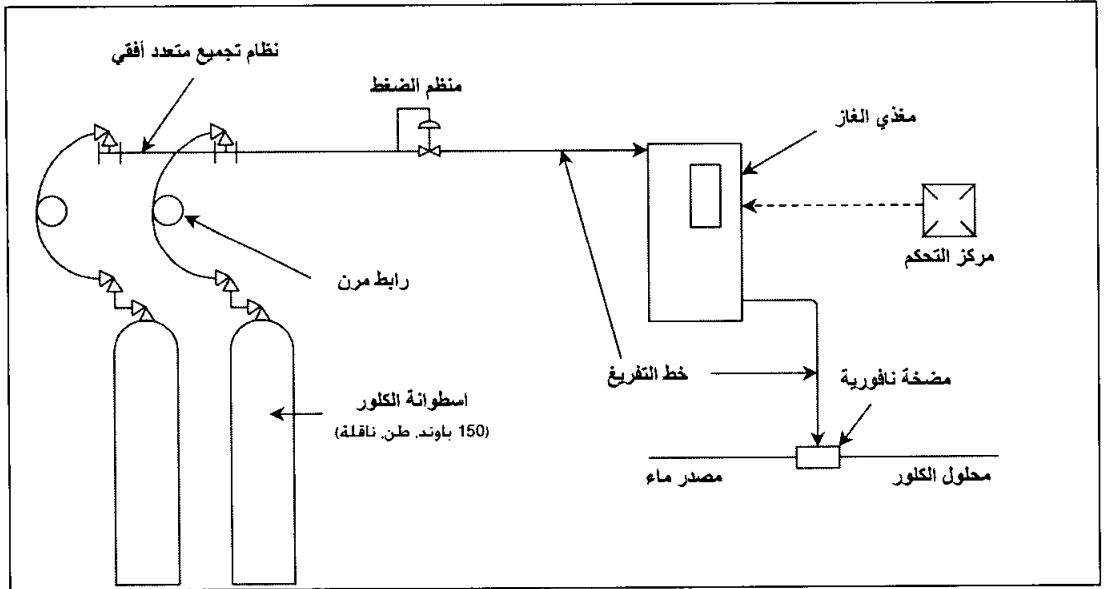 نظام تجميع متعدد أفقي
منظم الضغط
مغذي الغاز
مركز التحكم
رابط مرن
خط التفريغ
مضخة نافورية
اسطوانة الكلور
(150 باوند، طن، ناقلة)
مصدر ماء
محلول الكلور